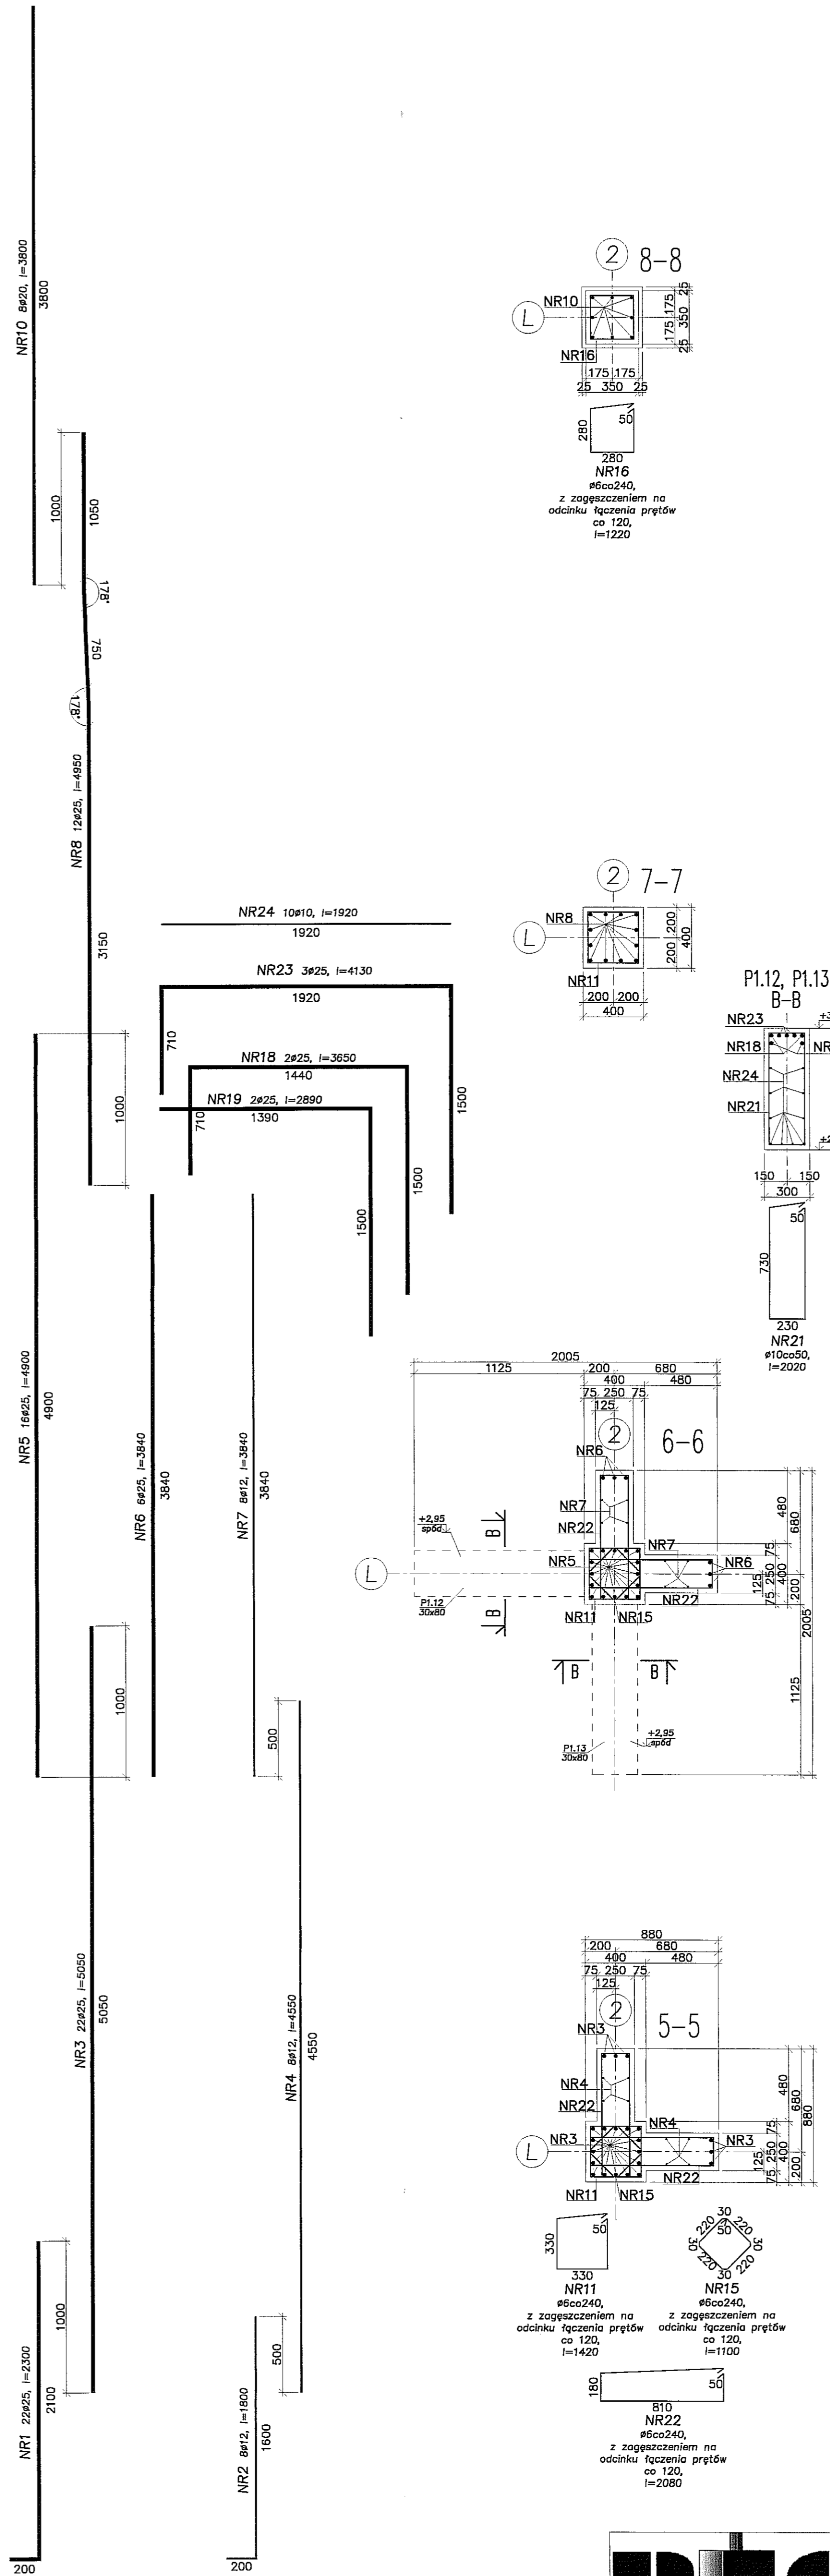 NR10 8ø20, l=3800
3800
1000
1050
178°
750
178°
NR8 12ø25, l=4950
3150
1000
NR24 10ø10, l=1920
1920
NR23 3ø25, l=4130
1920
710
1500
NR18 2ø25, l=3650
1440
710
1500
NR19 2ø25, l=2890
1390
1500
NR5 16ø25, l=4900
4900
NR6 6ø25, l=3840
3840
NR7 8ø12, l=3840
3840
1000
500
NR3 22ø25, l=5050
5050
NR4 8ø12, l=4550
4550
NR1 22ø25, l=2300
2100
1000
200
NR2 8ø12, l=1800
1600
500
200
2 8-8
NR10
L
NR16
25
175 175
350
25
175 175
25 350 25
280
50
280
NR16
ø6co240,
z zagęszczeniem na
odcinku łączenia prętów
co 120,
l=1220
2 7-7
NR8
L
NR11
200 200
400
200 200
400
P1.12, P1.13
B-B
NR23
NR18
NR24
NR21
150 150
300
50
730
230
NR21
ø10co50,
l=2020
2005
1125 200 680
400 480
75 250 75
125
2 6-6
NR6
NR7
NR22
+2,95
spód
B
NR5
NR7
NR6
L
P1.12
30x80
B
NR11
NR15
NR22
480
680
75
250
400
125
75
200
2005
1125
B B
P1.13
30x80
+2,95
spód
880
200 680
400 480
75 250 75
125
2 5-5
NR3
NR4
NR22
NR3
NR4
NR3
L
NR11
NR15
NR22
480
680
880
75
250
400
125
75
200
330
50
330
NR11
ø6co240,
z zagęszczeniem na
odcinku łączenia prętów
co 120,
l=1420
30
220 50 220
30 30
220 220
30
NR15
ø6co240,
z zagęszczeniem na
odcinku łączenia prętów
co 120,
l=1100
180
50
810
NR22
ø6co240,
z zagęszczeniem na
odcinku łączenia prętów
co 120,
l=2080